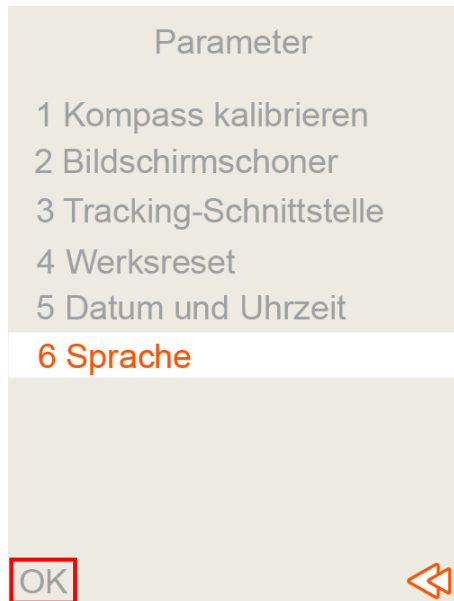 Parameter
1 Kompass kalibrieren
2 Bildschirmschoner
3 Tracking-Schnittstelle
4 Werksreset
5 Datum und Uhrzeit
6 Sprache
OK